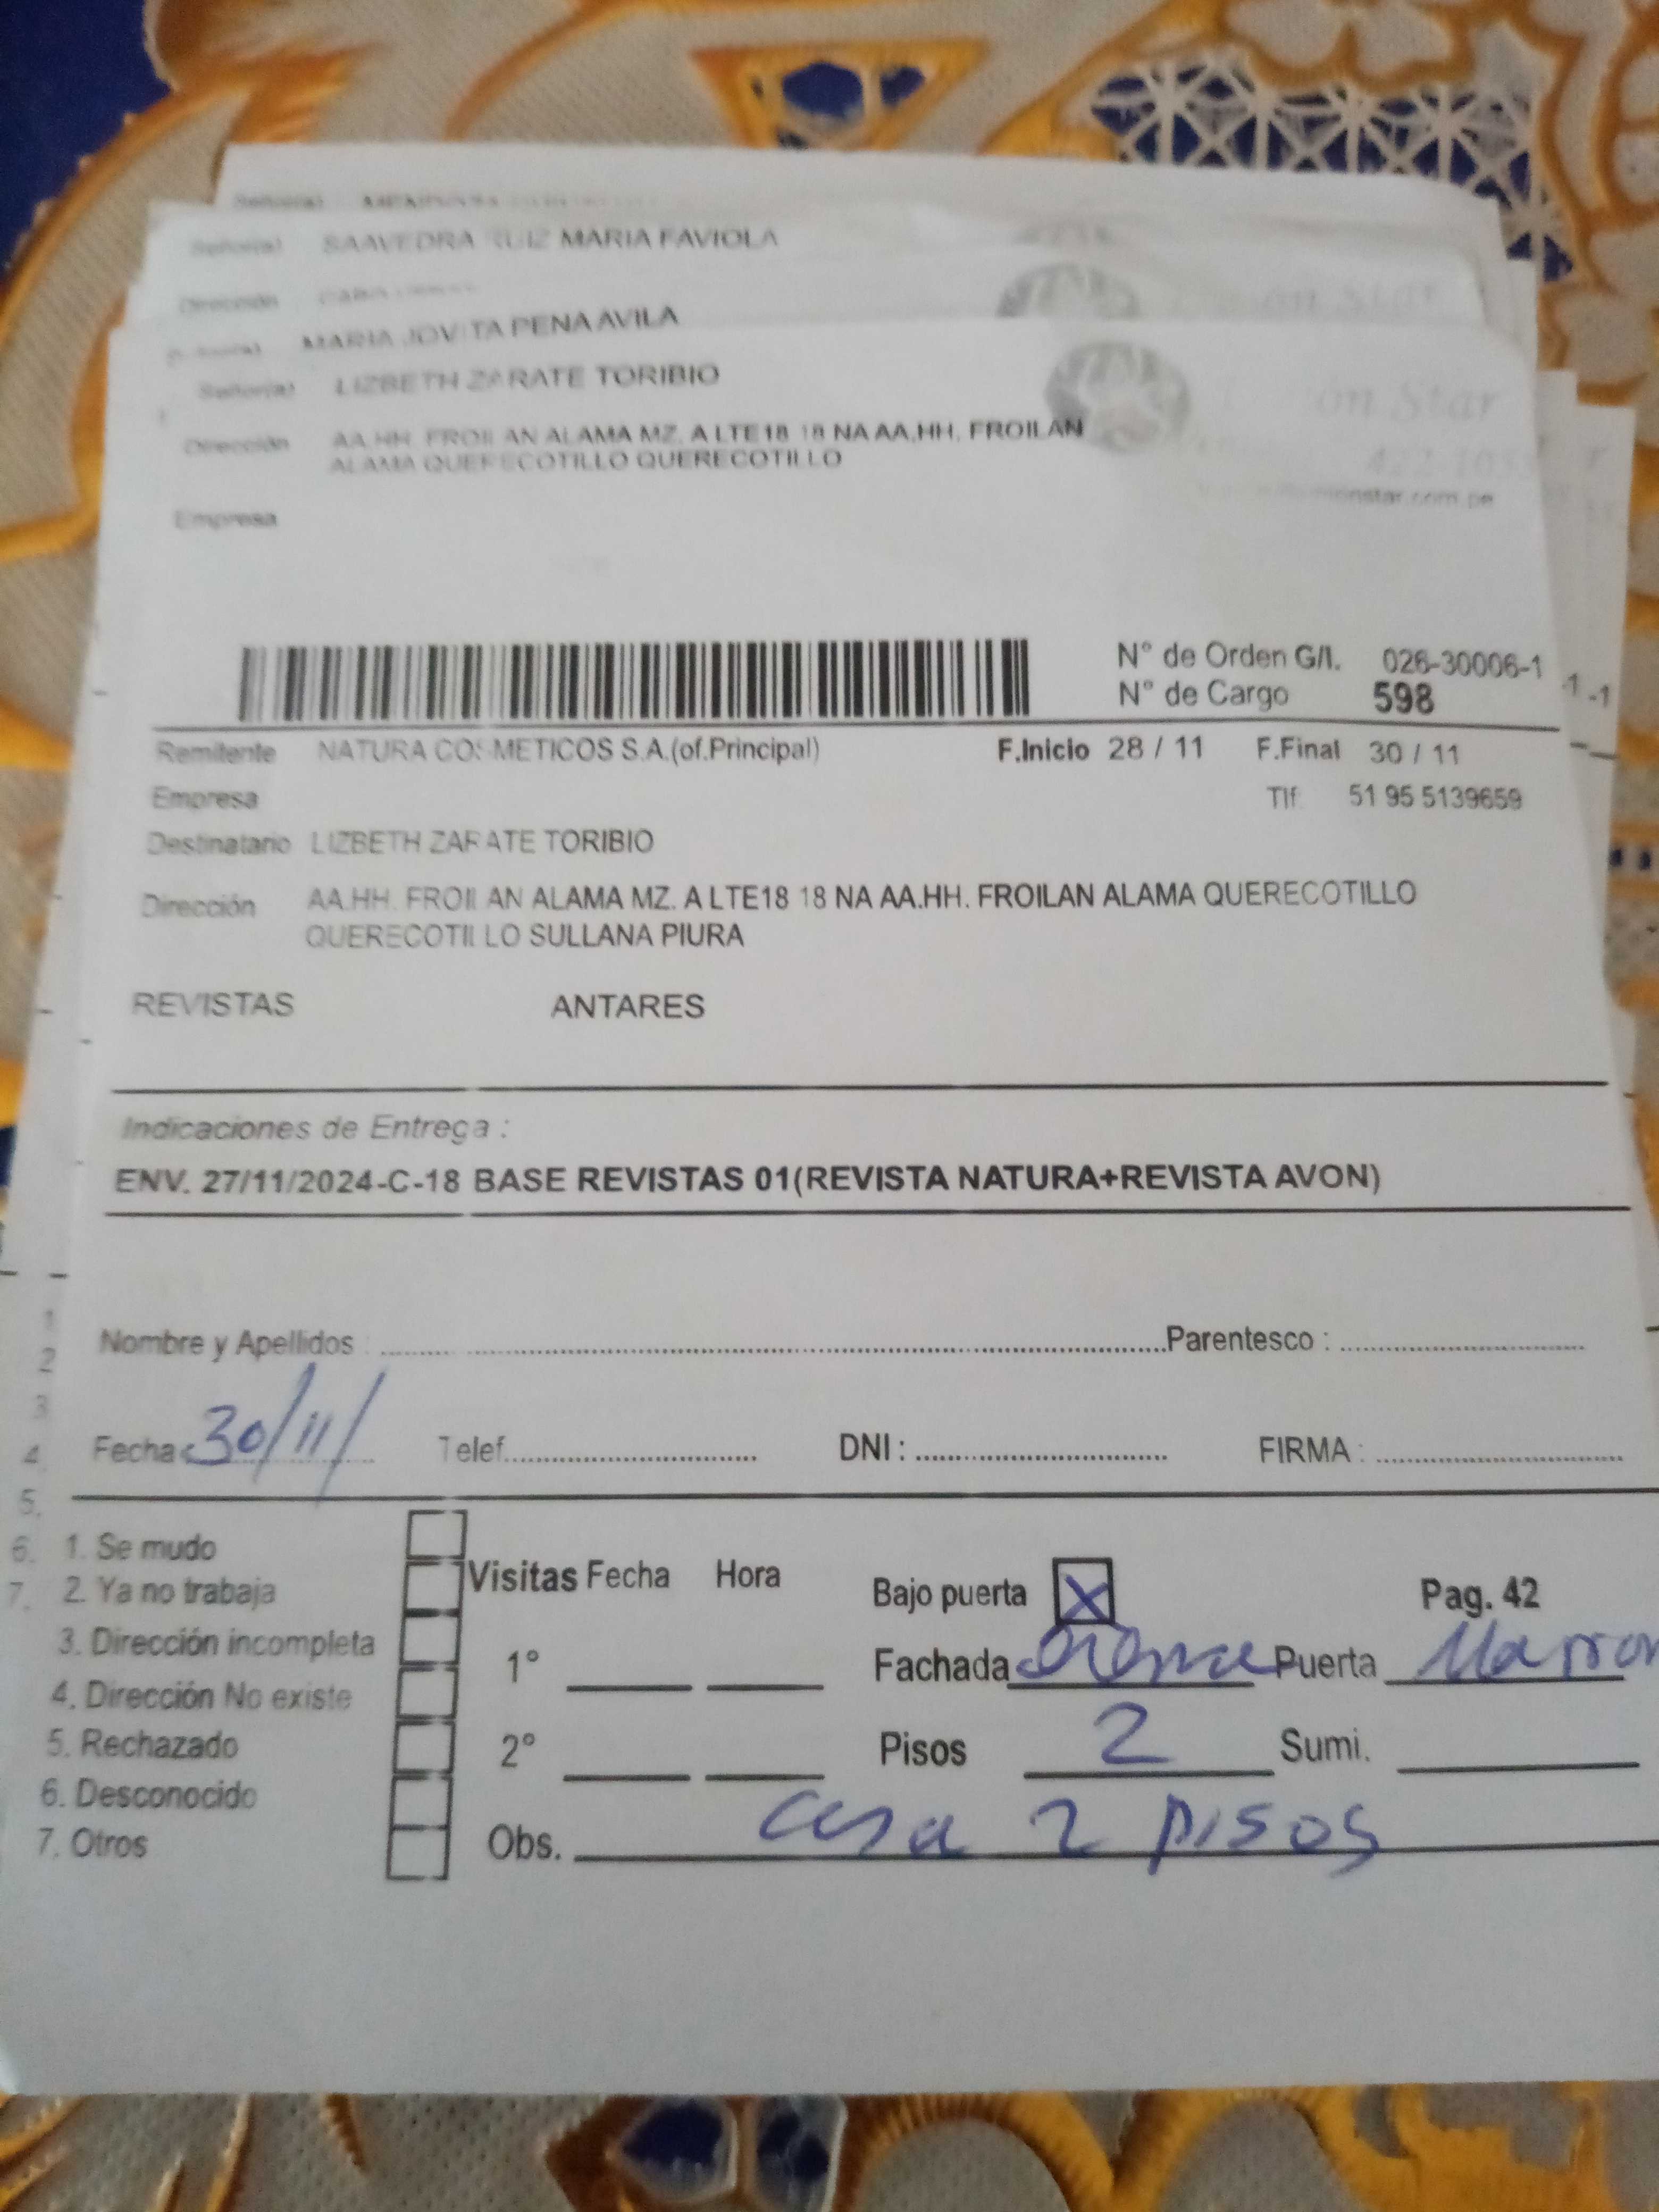 Señor(a) MENDOZA
Señor(a) SAAVEDRA RUIZ MARIA FAVIOLA
Dirección
MARIA JOVITA PENA AVILA
Señor(a) LIZBETH ZARATE TORIBIO
Dirección AA.HH. FROILAN ALAMA MZ. A LTE18 18 NA AA.HH. FROILAN
ALAMA QUERECOTILLO QUERECOTILLO
Star
422-1055
Empresa
N° de Orden G/I. 026-30006-1
N° de Cargo 598
Remitente NATURA COSMETICOS S.A.(of.Principal) F.Inicio 28 / 11 F.Final 30 / 11
Empresa Tlf 51 95 5139659
Destinatario LIZBETH ZARATE TORIBIO
Dirección AA.HH. FROILAN ALAMA MZ. A LTE18 18 NA AA.HH. FROILAN ALAMA QUERECOTILLO
QUERECOTILLO SULLANA PIURA
REVISTAS ANTARES
Indicaciones de Entrega :
ENV. 27/11/2024-C-18 BASE REVISTAS 01(REVISTA NATURA+REVISTA AVON)
Nombre y Apellidos Parentesco :
Fecha 30/11/ Telef. DNI : FIRMA :
1. Se mudo
2. Ya no trabaja
3. Dirección incompleta
4. Dirección No existe
5. Rechazado
6. Desconocido
7. Otros
Visitas Fecha Hora
1°
2°
Bajo puerta X Pag. 42
Fachada Puerta Marron
Pisos 2 Sumi.
Obs. casa 2 pisos